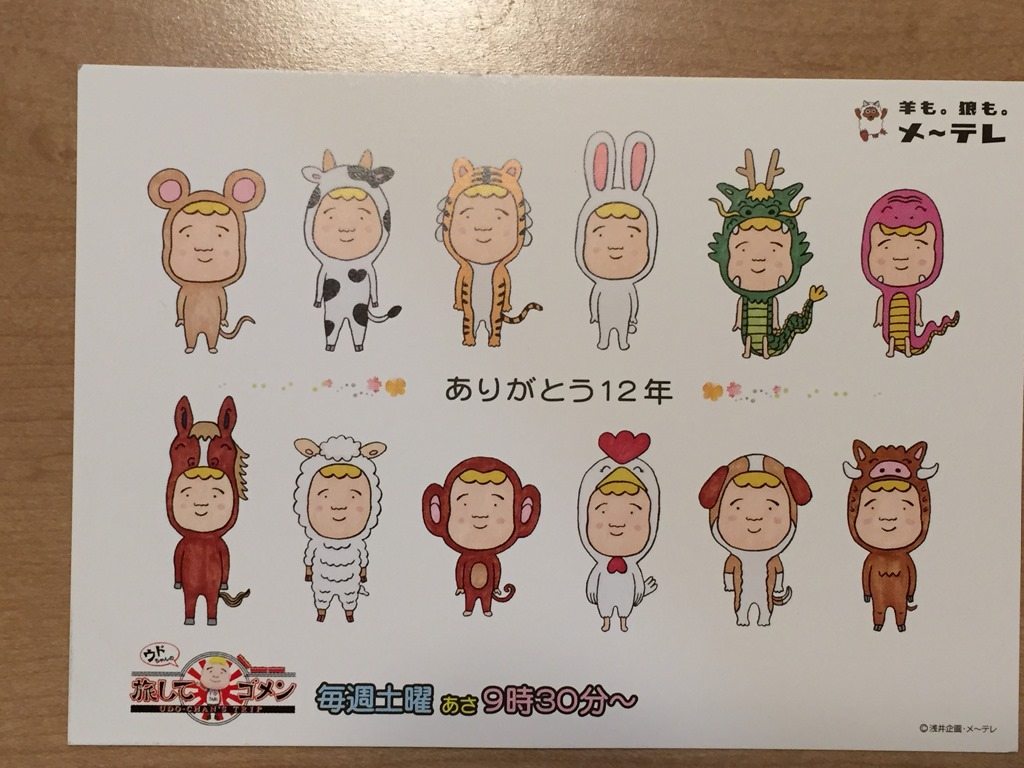 羊も。狼も。
メ〜テレ
ありがとう12年
ウドちゃんの
旅してゴメン
UDO-CHAN'S TRIP
毎週土曜 あさ 9時30分〜
©浅井企画・メ〜テレ